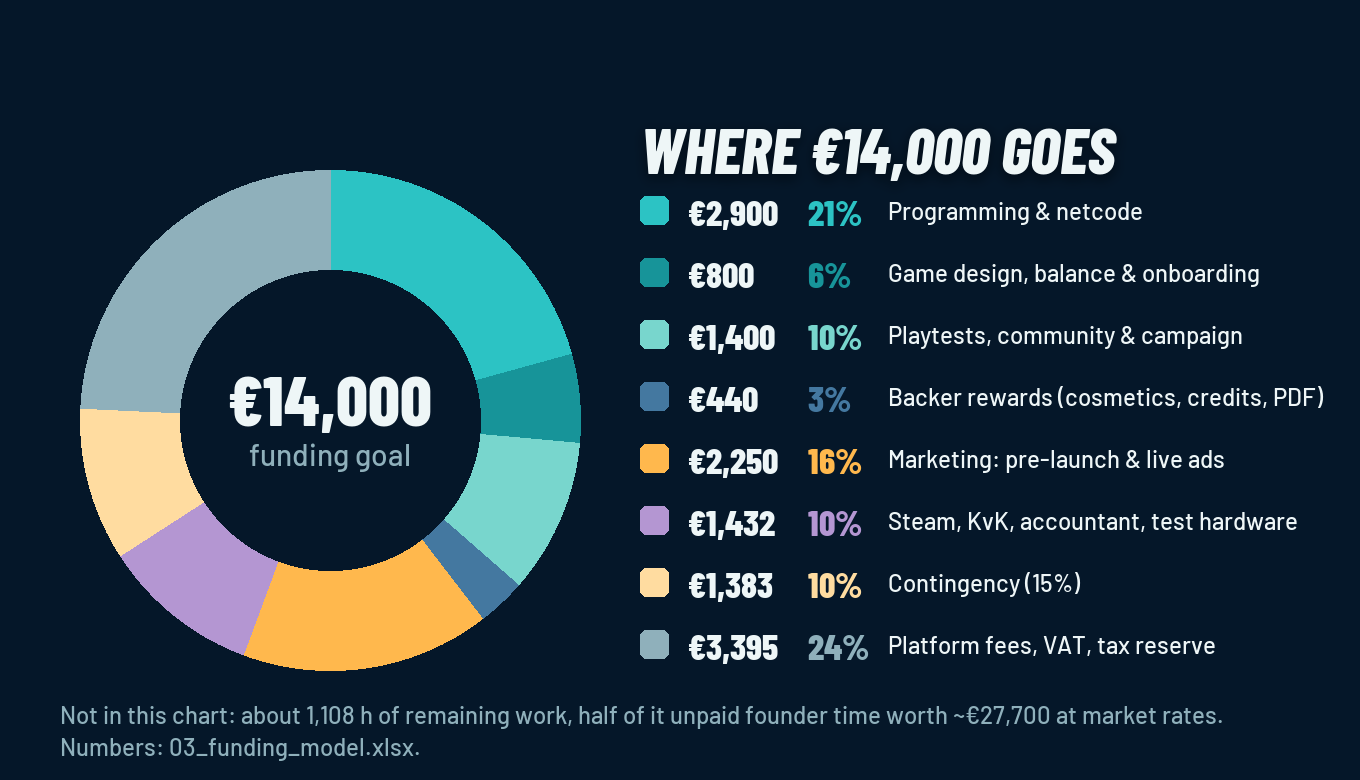 WHERE €14,000 GOES
€2,900 21% Programming & netcode
€800 6% Game design, balance & onboarding
€1,400 10% Playtests, community & campaign
€440 3% Backer rewards (cosmetics, credits, PDF)
€2,250 16% Marketing: pre-launch & live ads
€1,432 10% Steam, KvK, accountant, test hardware
€1,383 10% Contingency (15%)
€3,395 24% Platform fees, VAT, tax reserve
€14,000
funding goal
Not in this chart: about 1,108 h of remaining work, half of it unpaid founder time worth ~€27,700 at market rates.
Numbers: 03_funding_model.xlsx.